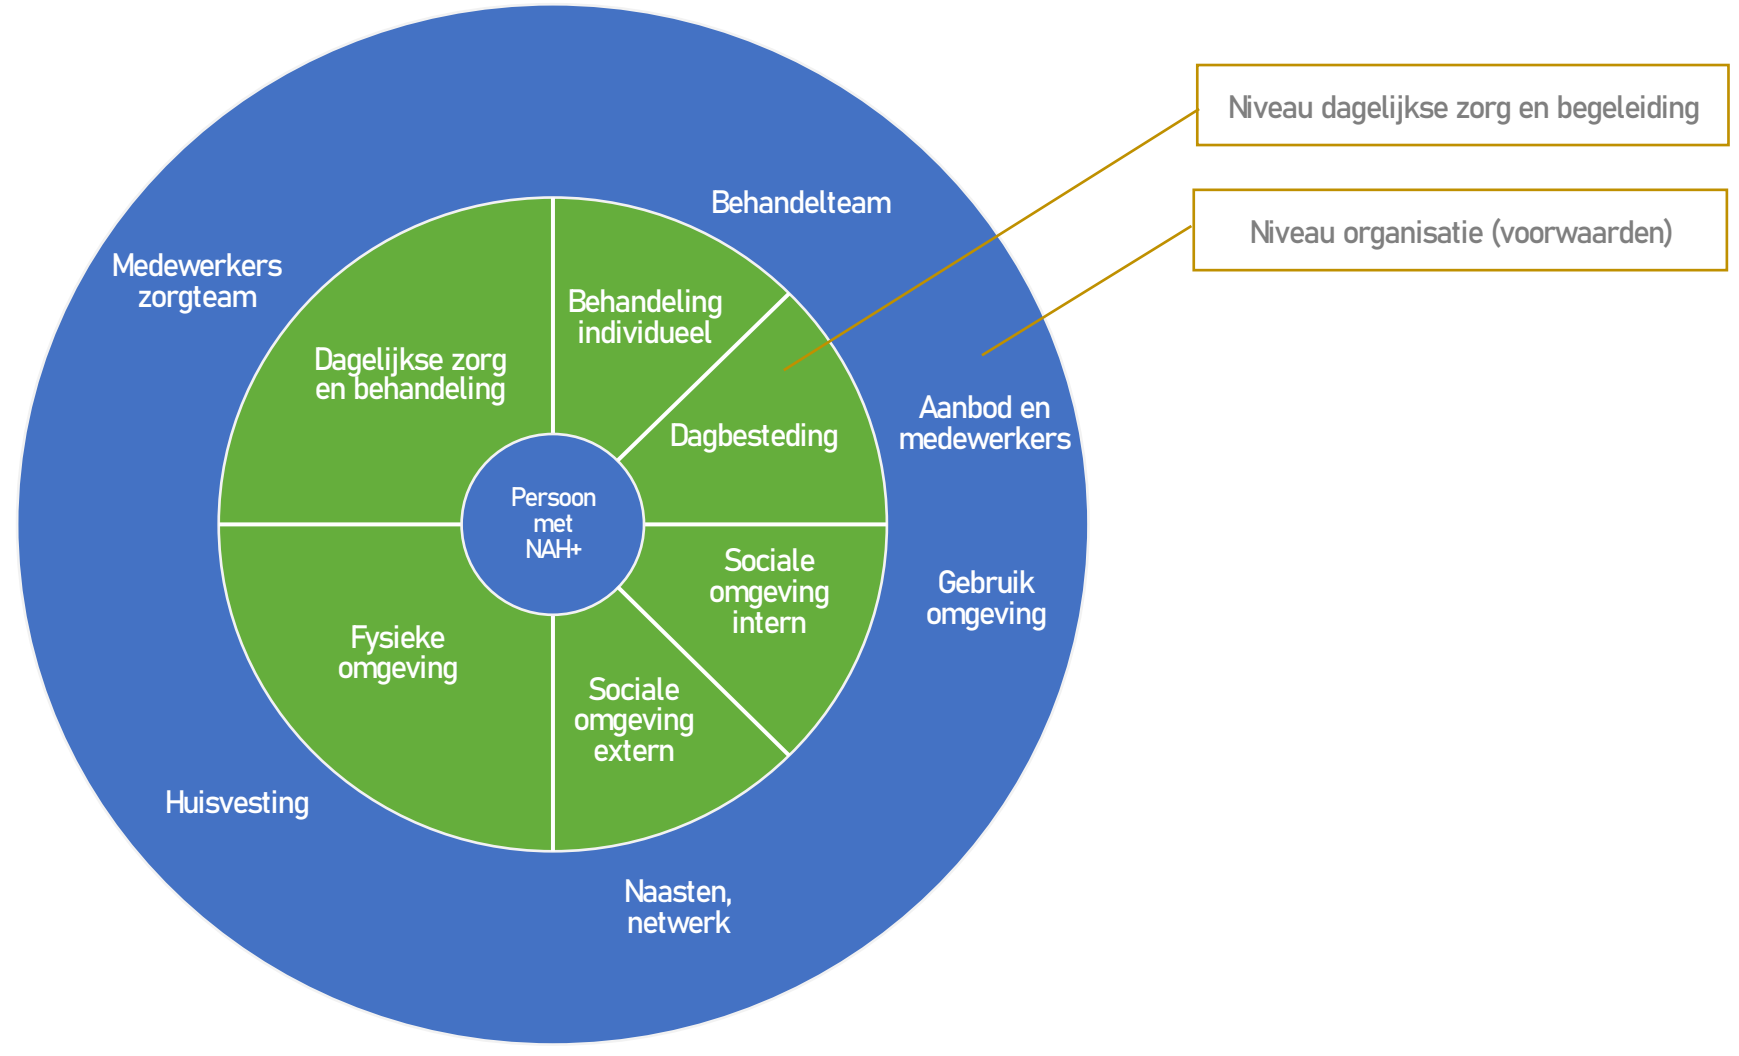 Niveau dagelijkse zorg en begeleiding
Niveau organisatie (voorwaarden)
Behandelteam
Medewerkers
zorgteam
Behandeling
individueel
Dagelijkse zorg
en behandeling
Aanbod en
medewerkers
Dagbesteding
Persoon
met
NAH+
Sociale
omgeving
intern
Gebruik
omgeving
Fysieke
omgeving
Sociale
omgeving
extern
Huisvesting
Naasten,
netwerk